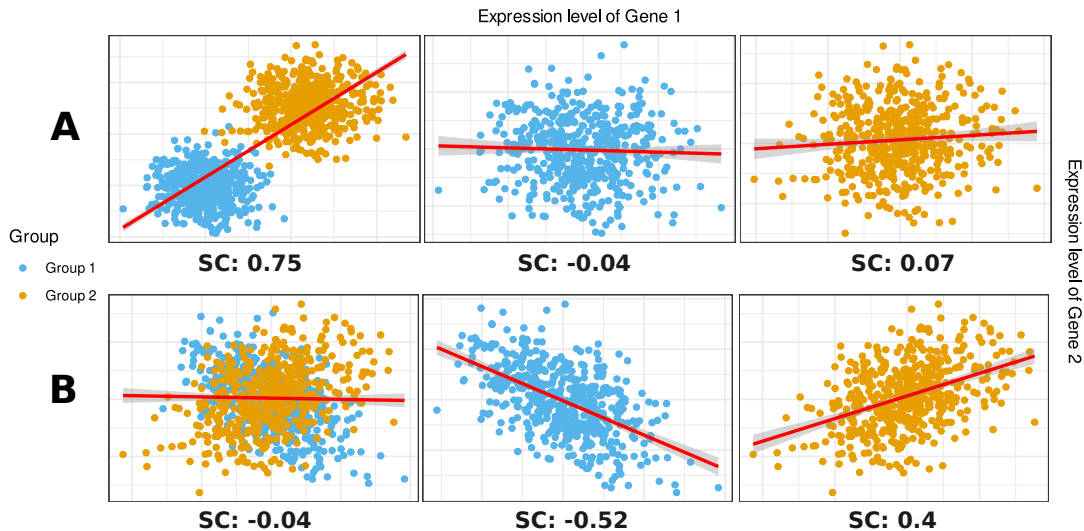 Expression level of Gene 1
A
SC: 0.75
SC: -0.04
SC: 0.07
Group
Group 1
Group 2
Expression level of Gene 2
B
SC: -0.04
SC: -0.52
SC: 0.4